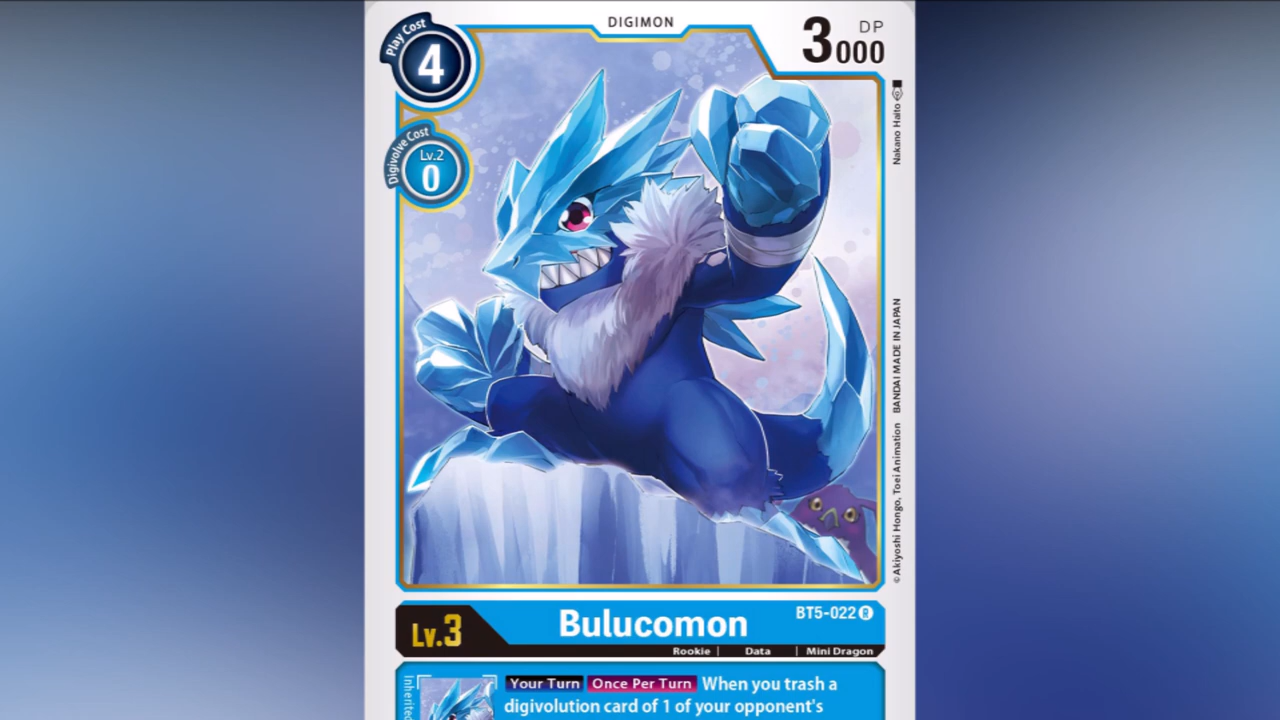 DIGIMON
Play Cost
4
3000
DP
Digivolve Cost
Lv.2
0
Nakano Haito
©Akiyoshi Hongo, Toei Animation BANDAI MADE IN JAPAN
Lv.3
Bulucomon
BT5-022 R
Rookie | Data | Mini Dragon
Inherited
Your Turn Once Per Turn When you trash a
digivolution card of 1 of your opponent's